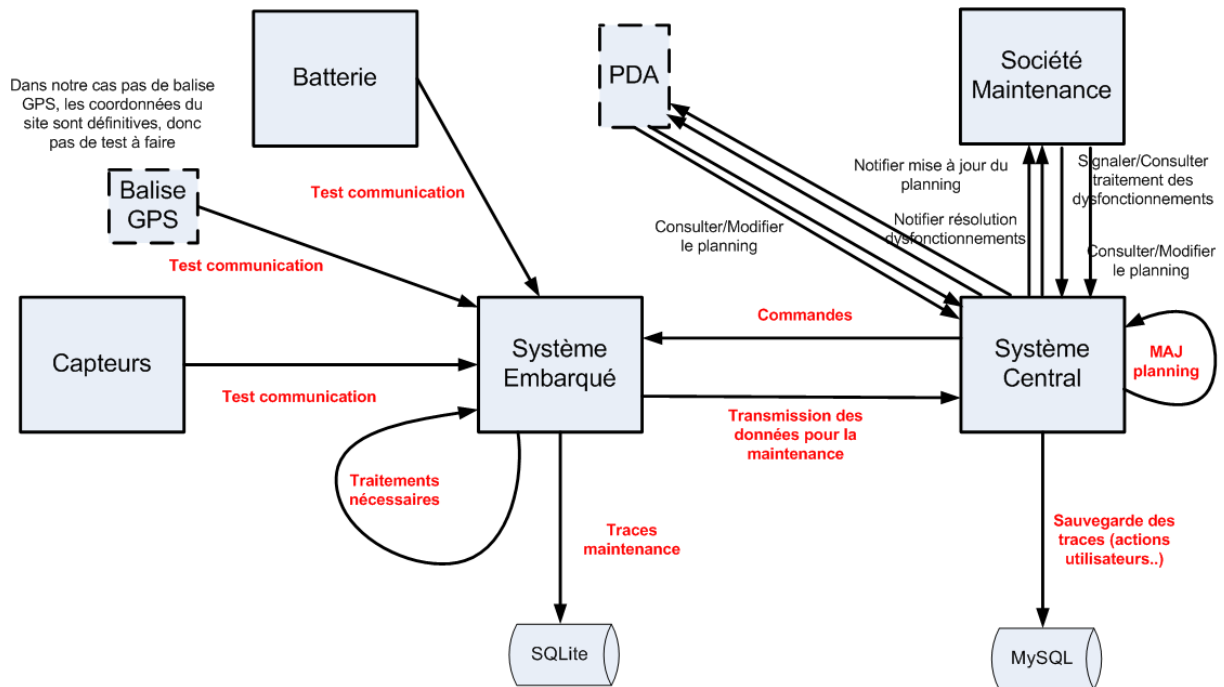 Dans notre cas pas de balise
GPS, les coordonnées du
site sont définitives, donc
pas de test à faire
Batterie
PDA
Société
Maintenance
Balise
GPS
Test communication
Test communication
Consulter/Modifier
le planning
Notifier mise à jour du
planning
Notifier résolution
dysfonctionnements
Signaler/Consulter
traitement des
dysfonctionnements
Consulter/Modifier
le planning
Capteurs
Test communication
Système
Embarqué
Commandes
Transmission des
données pour la
maintenance
Système
Central
MAJ
planning
Traitements
nécessaires
Traces
maintenance
Sauvegarde des
traces (actions
utilisateurs..)
SQLite
MySQL